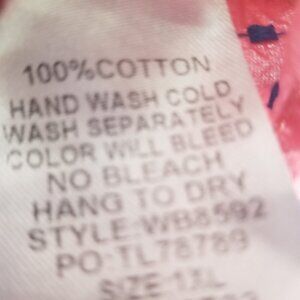 100%COTTON
HAND WASH COLD
WASH SEPARATELY
COLOR WILL BLEED
NO BLEACH
HANG TO DRY
STYLE:WB8592
PO:TL78789